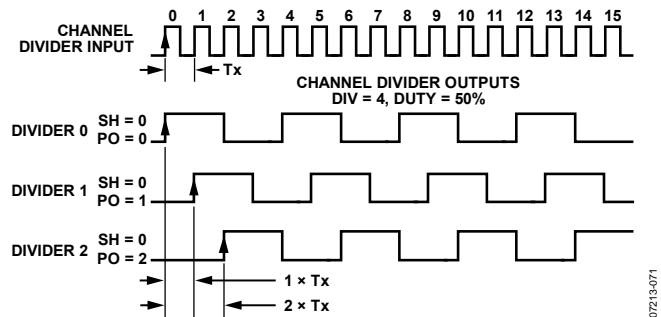 0 1 2 3 4 5 6 7 8 9 10 11 12 13 14 15
CHANNEL
DIVIDER INPUT
Tx
CHANNEL DIVIDER OUTPUTS
DIV = 4, DUTY = 50%
DIVIDER 0 SH = 0
PO = 0
DIVIDER 1 SH = 0
PO = 1
DIVIDER 2 SH = 0
PO = 2
1 × Tx
2 × Tx
07213-071